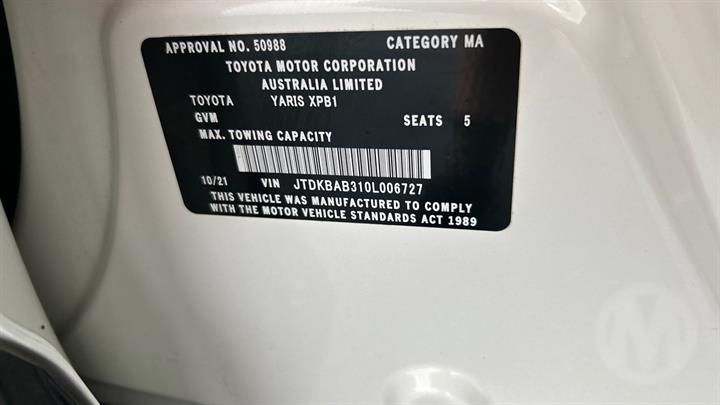 APPROVAL NO. 50988 CATEGORY MA
TOYOTA MOTOR CORPORATION
AUSTRALIA LIMITED
TOYOTA YARIS XPB1
GVM SEATS 5
MAX. TOWING CAPACITY
10/21 VIN JTDKBAB310L006727
THIS VEHICLE WAS MANUFACTURED TO COMPLY
WITH THE MOTOR VEHICLE STANDARDS ACT 1989
M